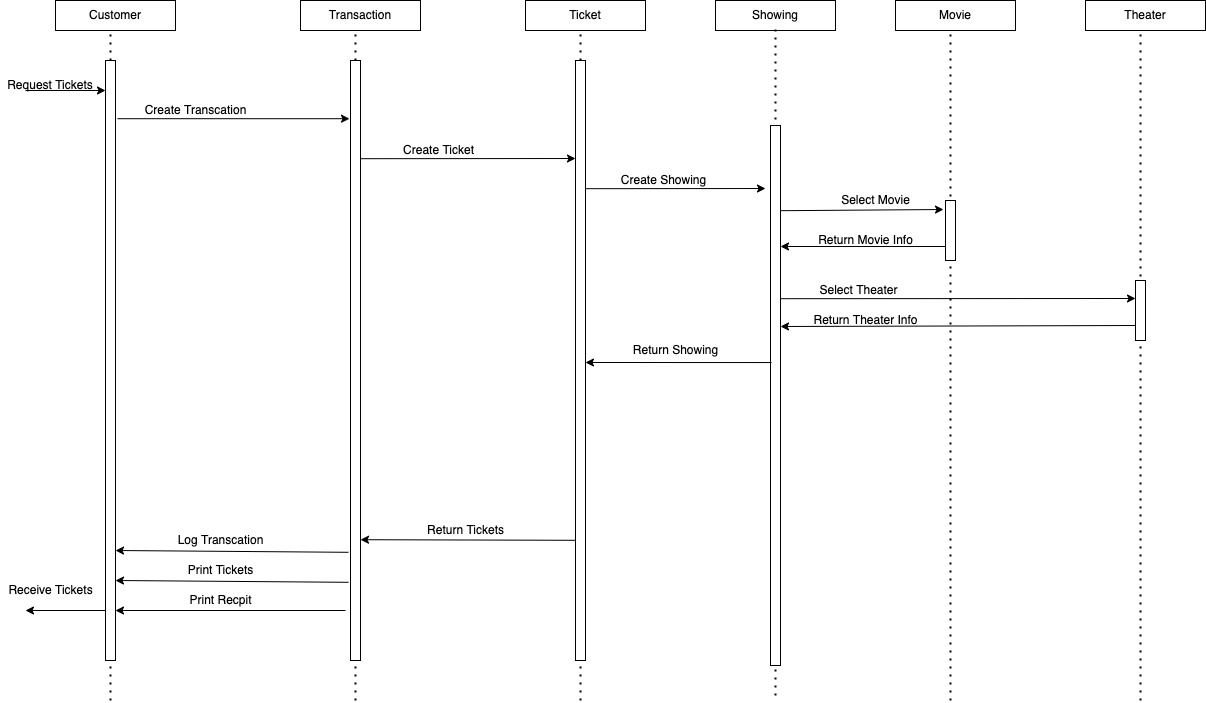 Customer
Transaction
Ticket
Showing
Movie
Theater
Request Tickets
Create Transcation
Create Ticket
Create Showing
Select Movie
Return Movie Info
Select Theater
Return Theater Info
Return Showing
Return Tickets
Log Transcation
Print Tickets
Receive Tickets
Print Recpit